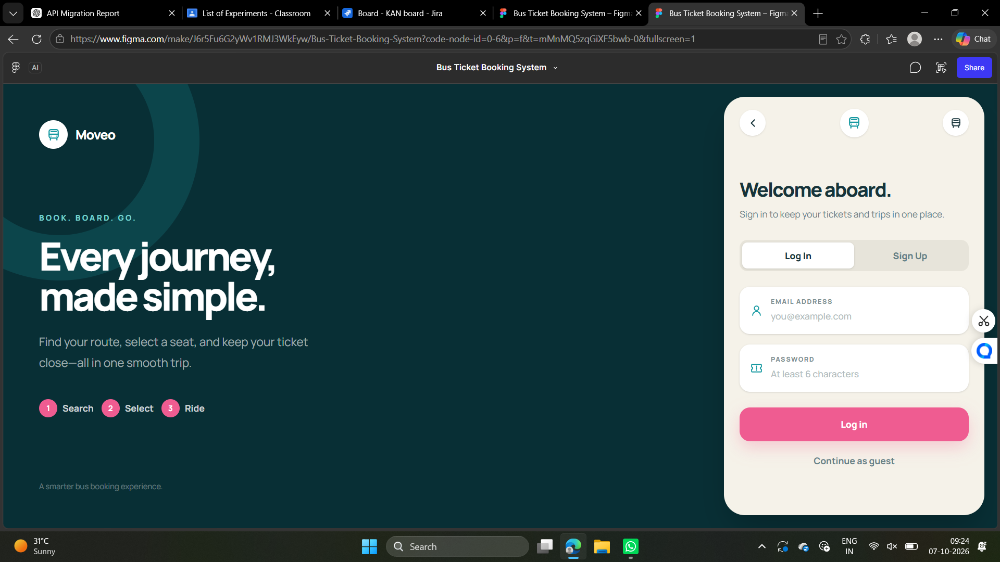 API Migration Report
List of Experiments - Classroom
Board - KAN board - Jira
Bus Ticket Booking System – Figma
Bus Ticket Booking System – Figma
https://www.figma.com/make/J6r5Fu6G2yWv1RMJ3WkEyw/Bus-Ticket-Booking-System?code-node-id=0-6&p=f&t=mMnMQ5zqGiXF5bwb-0&fullscreen=1
Chat
AI
Bus Ticket Booking System
Share
Moveo
BOOK. BOARD. GO.
Every journey,
made simple.
Find your route, select a seat, and keep your ticket
close—all in one smooth trip.
1 Search 2 Select 3 Ride
A smarter bus booking experience.
Welcome aboard.
Sign in to keep your tickets and trips in one place.
Log In Sign Up
EMAIL ADDRESS
you@example.com
PASSWORD
At least 6 characters
Log in
Continue as guest
31°C
Sunny
Search
ENG
IN
09:24
07-10-2026